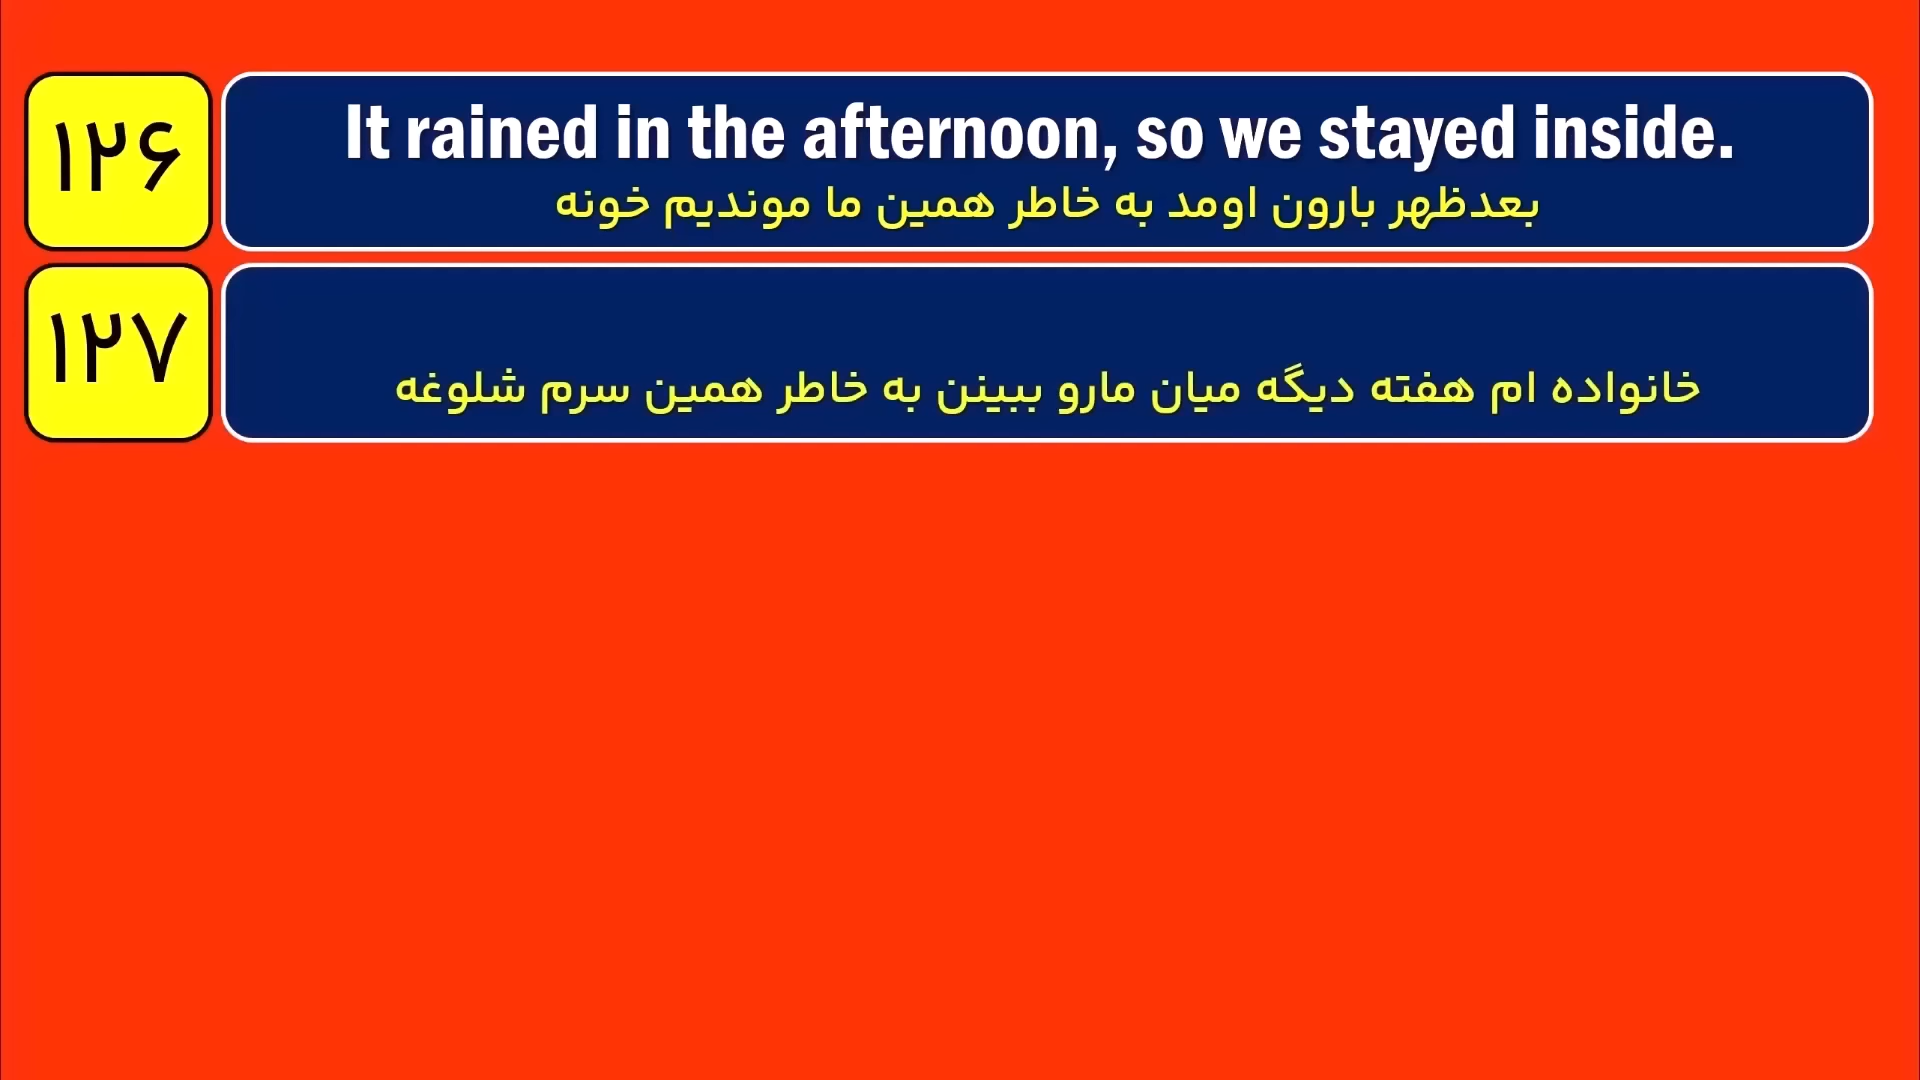 ۱۲۶
It rained in the afternoon, so we stayed inside.
بعدظهر بارون اومد به خاطر همین ما موندیم خونه
۱۲۷
خانواده ام هفته دیگه میان مارو ببینن به خاطر همین سرم شلوغه